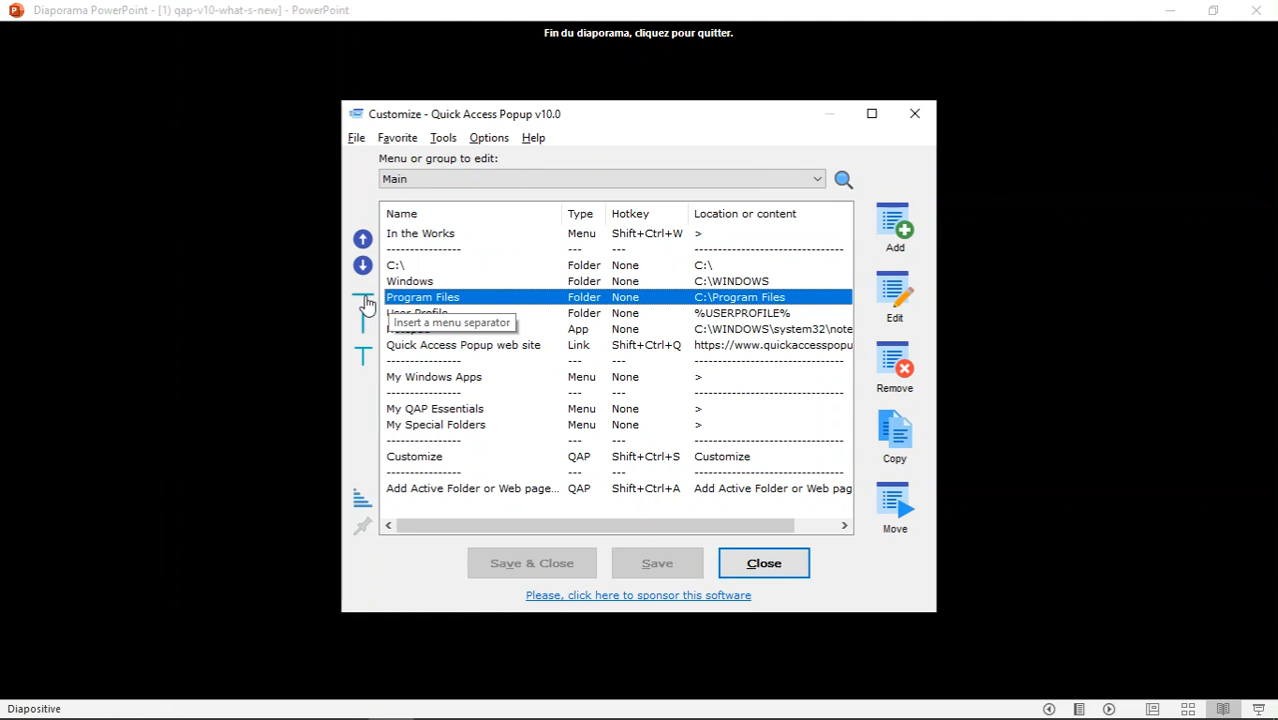 Diaporama PowerPoint - [1) qap-v10-what-s-new] - PowerPoint
Fin du diaporama, cliquez pour quitter.
Customize - Quick Access Popup v10.0
File Favorite Tools Options Help
Menu or group to edit:
Main
Name Type Hotkey Location or content
In the Works Menu Shift+Ctrl+W >
---------------- --- --- --------------------------------
C:\ Folder None C:\
Windows Folder None C:\WINDOWS
Program Files Folder None C:\Program Files
User Profile Folder None %USERPROFILE%
Insert a menu separator
Notepad App None C:\WINDOWS\system32\note
Quick Access Popup web site Link Shift+Ctrl+Q https://www.quickaccesspopu
---------------- --- --- --------------------------------
My Windows Apps Menu None >
---------------- --- --- --------------------------------
My QAP Essentials Menu None >
My Special Folders Menu None >
---------------- --- --- --------------------------------
Customize QAP Shift+Ctrl+S Customize
---------------- --- --- --------------------------------
Add Active Folder or Web page... QAP Shift+Ctrl+A Add Active Folder or Web pag
Add
Edit
Remove
Copy
Move
Save & Close Save Close
Please, click here to sponsor this software
Diapositive